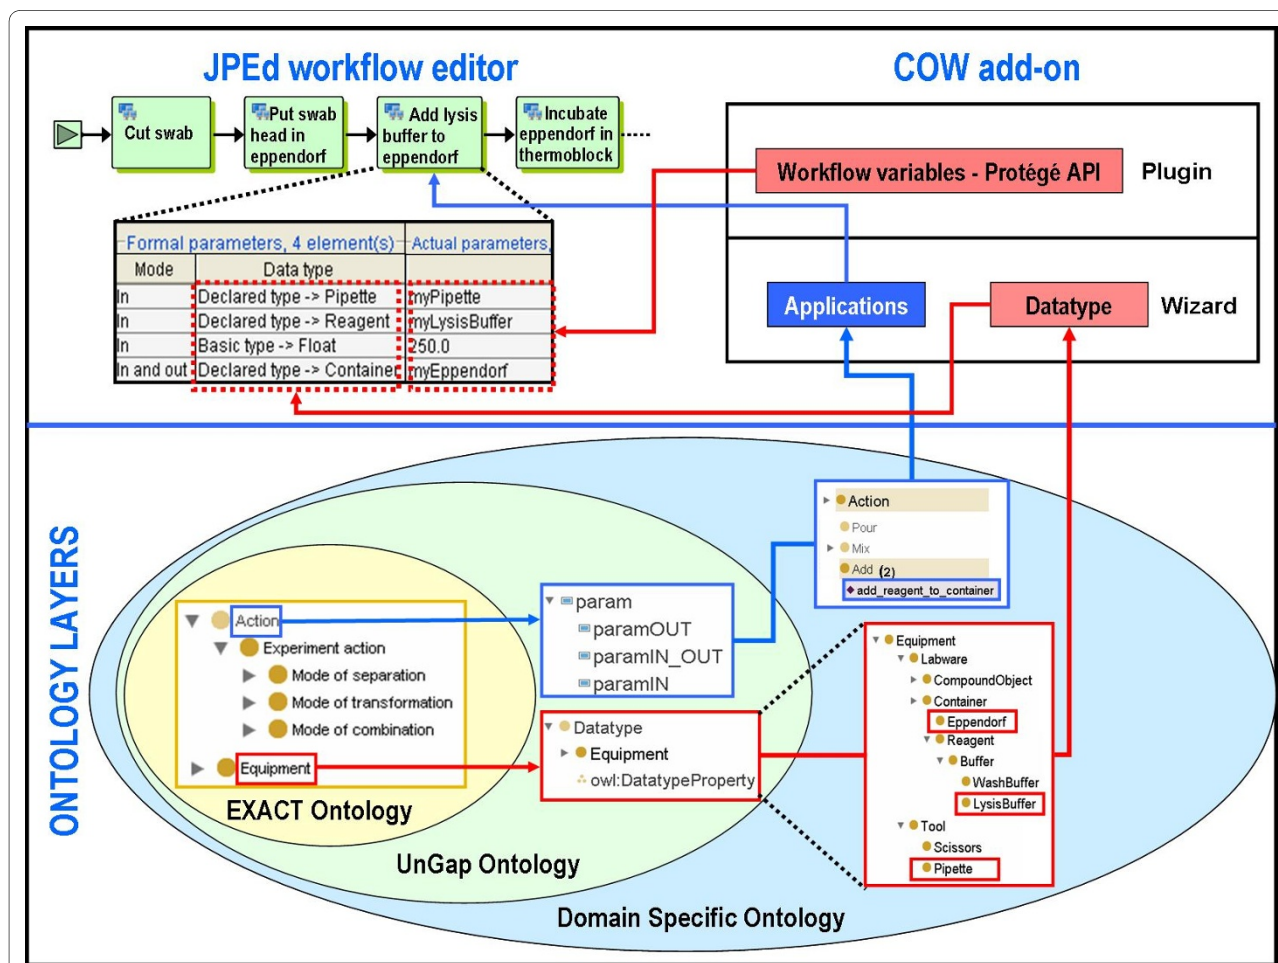 JPEd workflow editor
COW add-on
Cut swab
Put swab
head in
eppendorf
Add lysis
buffer to
eppendorf
Incubate
eppendorf in
thermoblock
Workflow variables - Protégé API
Plugin
Formal parameters, 4 element(s)
Actual parameters,
Mode
Data type
In
Declared type -> Pipette
myPipette
In
Declared type -> Reagent
myLysisBuffer
In
Basic type -> Float
250.0
In and out
Declared type -> Container
myEppendorf
Applications
Datatype
Wizard
ONTOLOGY LAYERS
Action
Experiment action
Mode of separation
Mode of transformation
Mode of combination
Equipment
EXACT Ontology
param
paramOUT
paramIN_OUT
paramIN
Datatype
Equipment
owl:DatatypeProperty
UnGap Ontology
Action
Pour
Mix
Add (2)
add_reagent_to_container
Equipment
Labware
CompoundObject
Container
Eppendorf
Reagent
Buffer
WashBuffer
LysisBuffer
Tool
Scissors
Pipette
Domain Specific Ontology